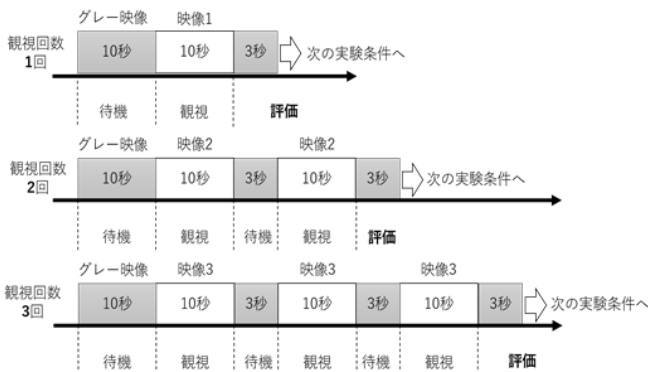 グレー映像 映像1
観視回数
1回
10秒 10秒 3秒 次の実験条件へ
待機 観視 評価
グレー映像 映像2 映像2
観視回数
2回
10秒 10秒 3秒 10秒 3秒 次の実験条件へ
待機 観視 待機 観視 評価
グレー映像 映像3 映像3 映像3
観視回数
3回
10秒 10秒 3秒 10秒 3秒 10秒 3秒 次の実験条件へ
待機 観視 待機 観視 待機 観視 評価